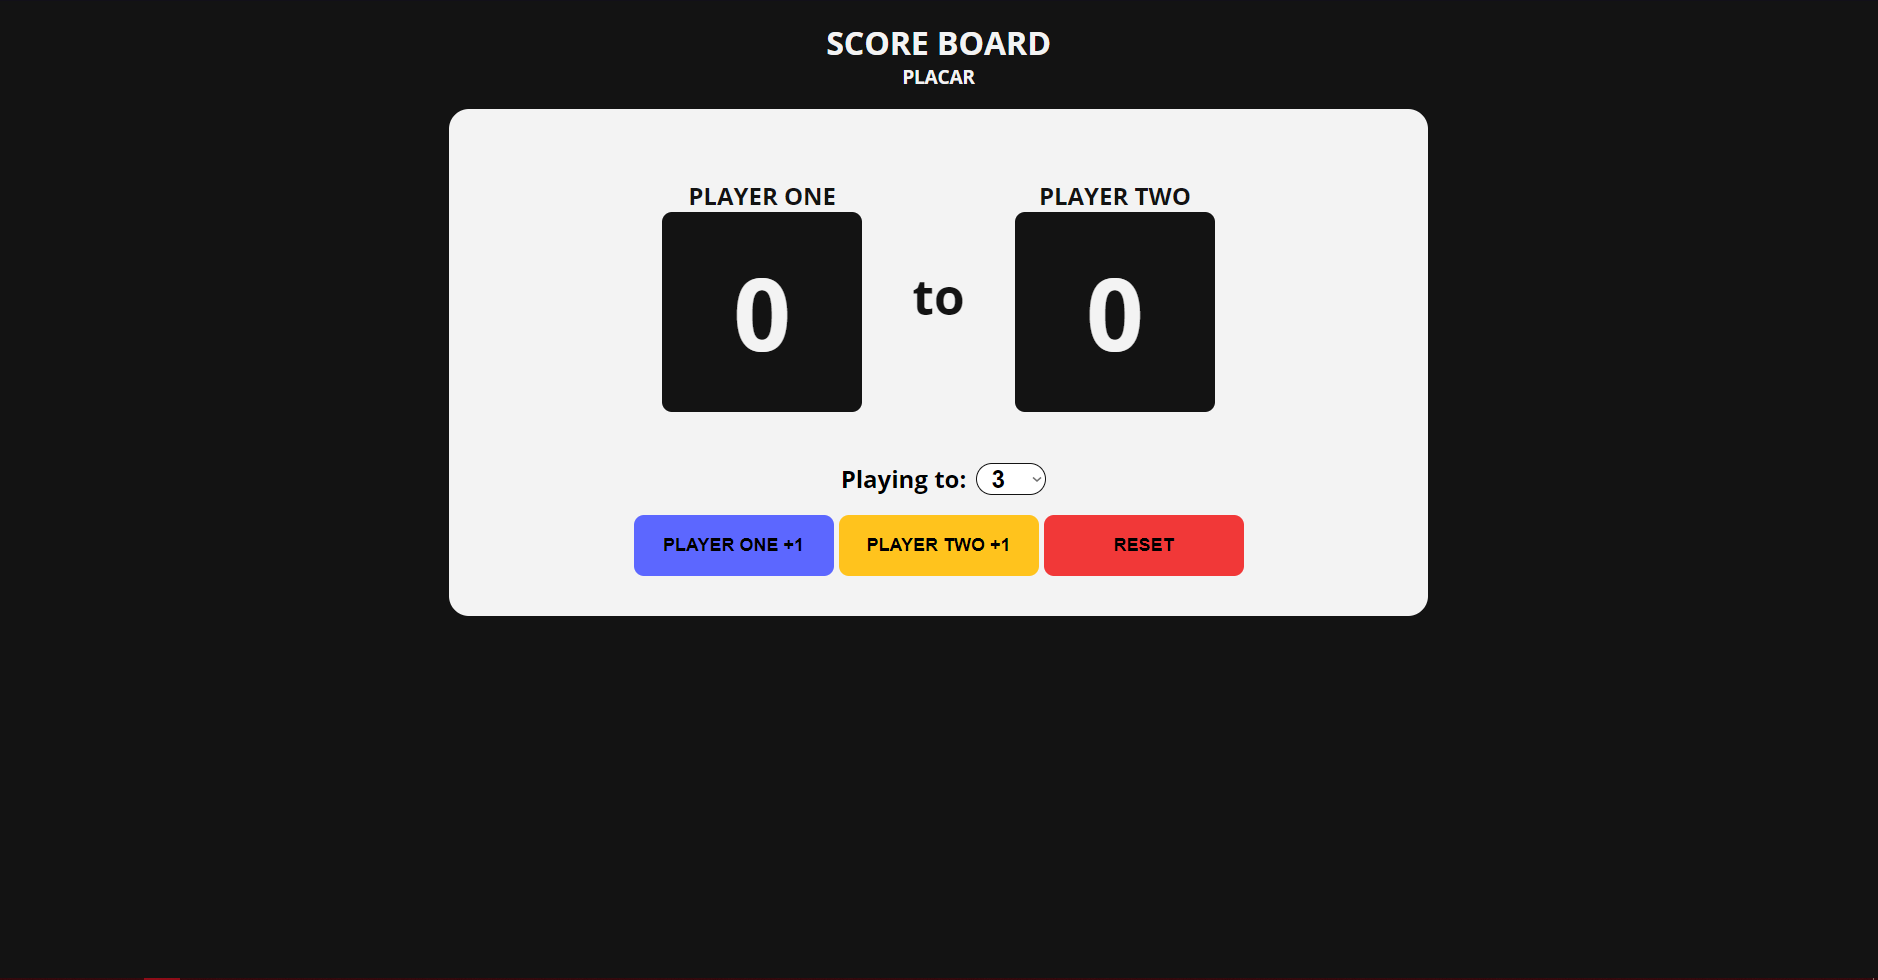 SCORE BOARD
PLACAR
PLAYER ONE
PLAYER TWO
0
to
0
Playing to: 3
PLAYER ONE +1
PLAYER TWO +1
RESET